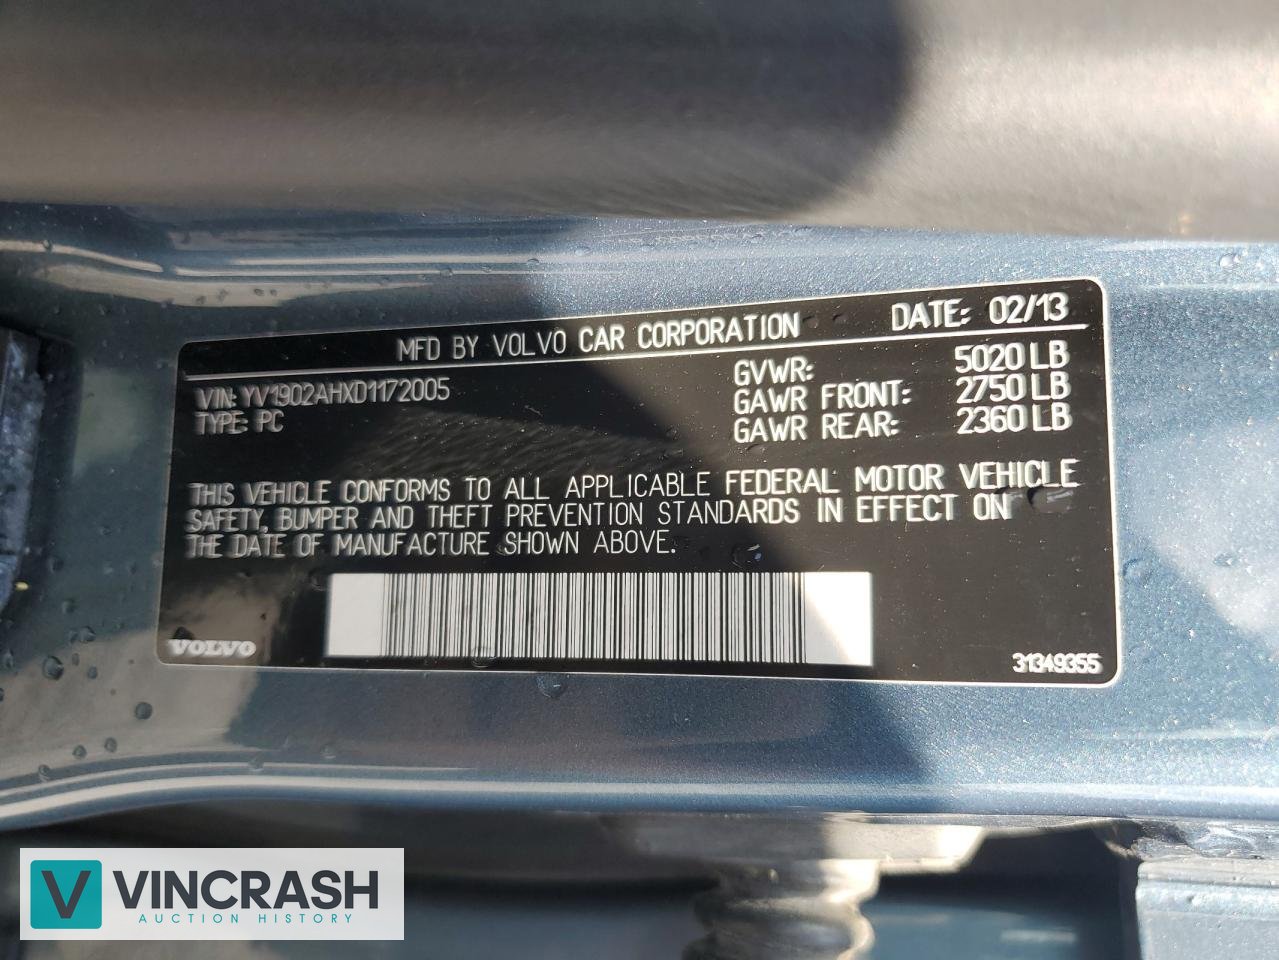 MFD BY VOLVO CAR CORPORATION DATE: 02/13
VIN: YV1902AHXD1172005
TYPE: PC
GVWR: 5020 LB
GAWR FRONT: 2750 LB
GAWR REAR: 2360 LB
THIS VEHICLE CONFORMS TO ALL APPLICABLE FEDERAL MOTOR VEHICLE
SAFETY, BUMPER AND THEFT PREVENTION STANDARDS IN EFFECT ON
THE DATE OF MANUFACTURE SHOWN ABOVE.
VOLVO
31349355
V VINCRASH
AUCTION HISTORY